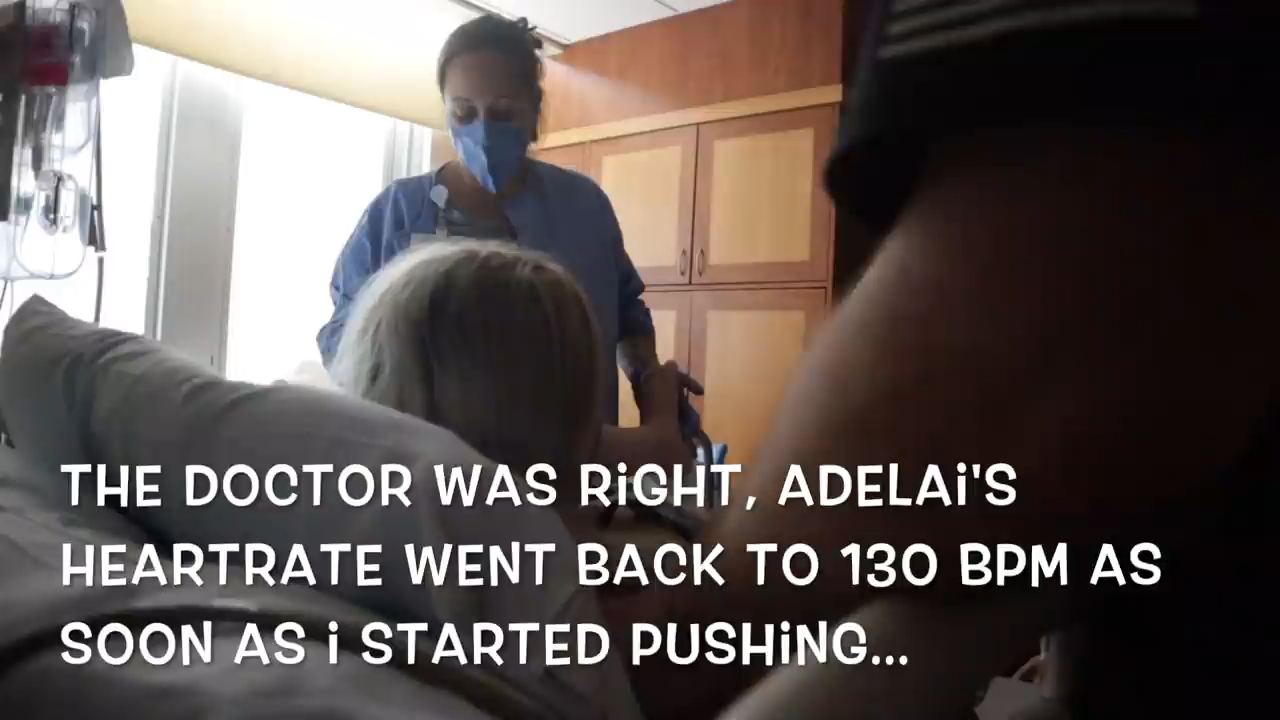 THE DOCTOR WAS RiGHT, ADELAi'S
HEARTRATE WENT BACK TO 130 BPM AS
SOON AS i STARTED PUSHiNG...